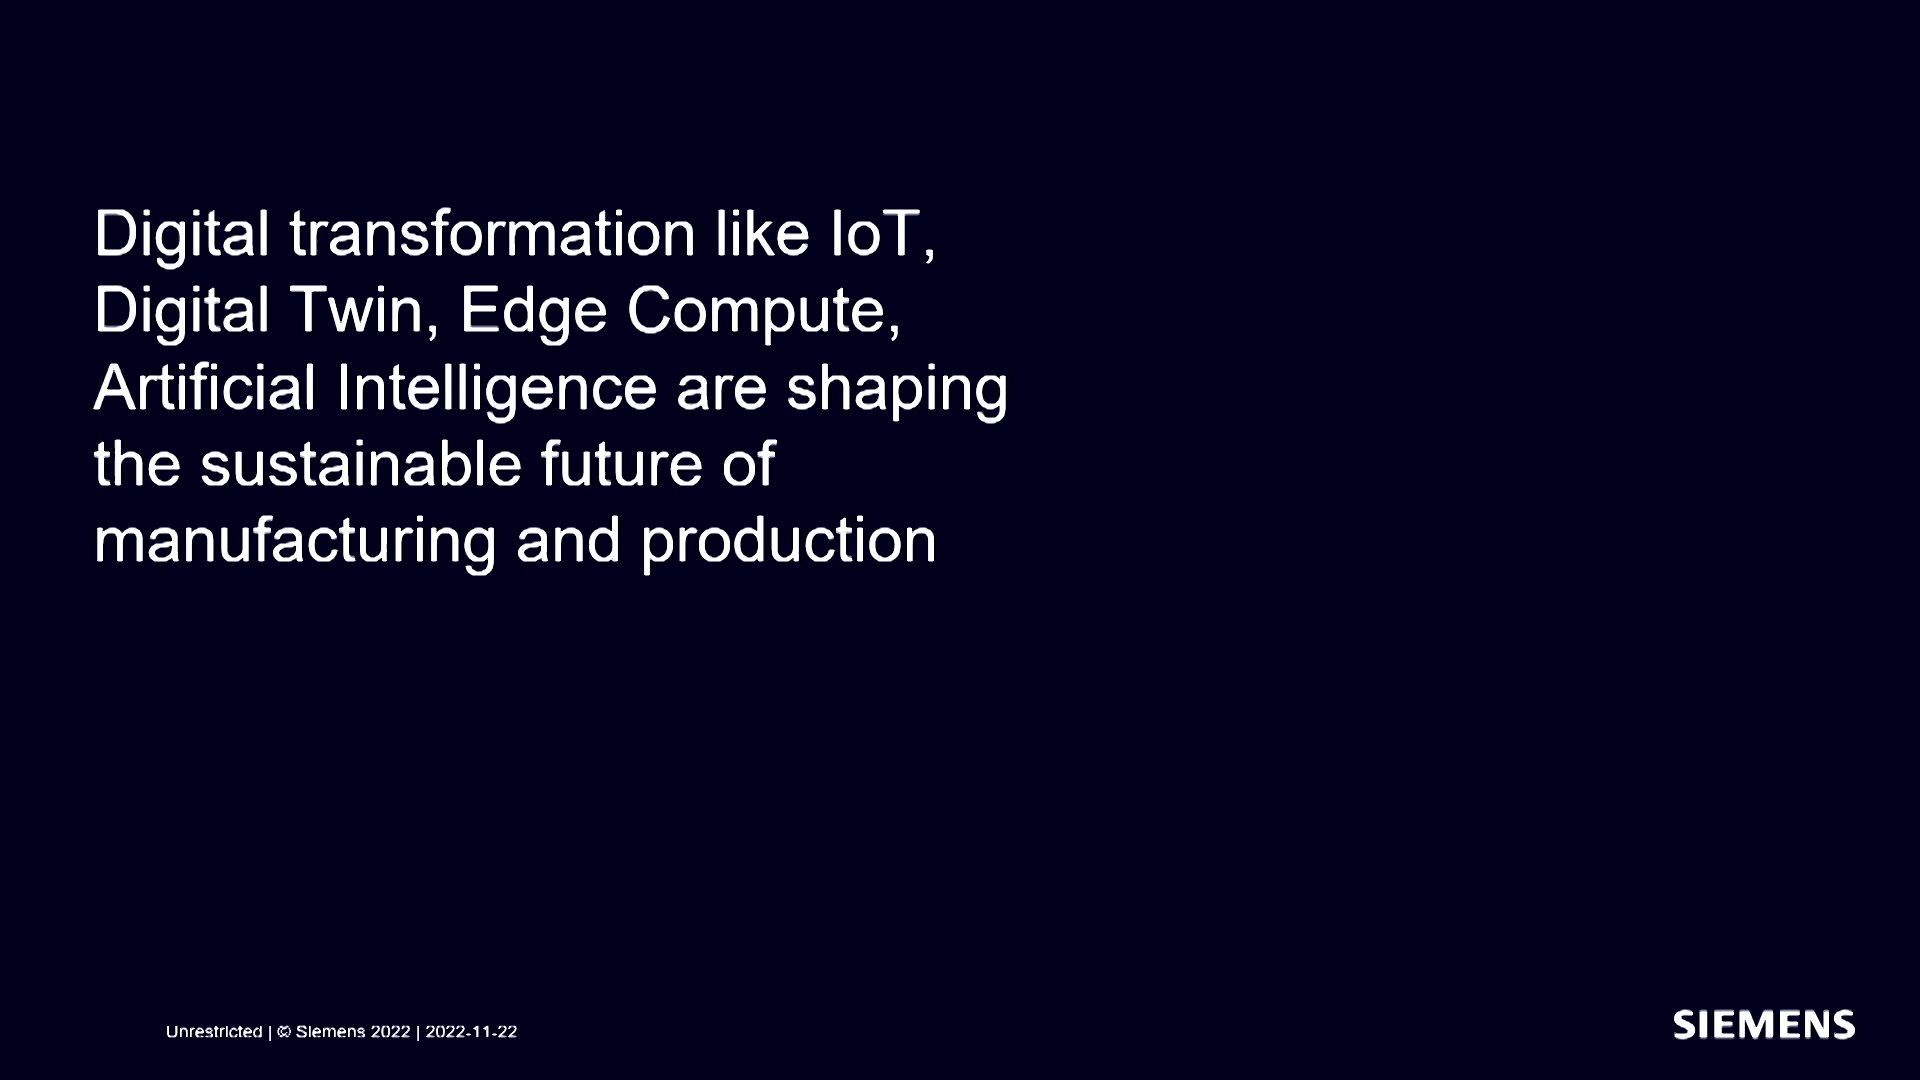 Digital transformation like IoT,
Digital Twin, Edge Compute,
Artificial Intelligence are shaping
the sustainable future of
manufacturing and production
Unrestricted | © Siemens 2022 | 2022-11-22
SIEMENS